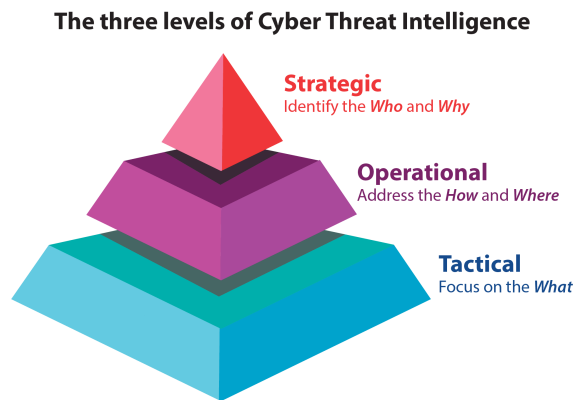 The three levels of Cyber Threat Intelligence
Strategic
Identify the Who and Why
Operational
Address the How and Where
Tactical
Focus on the What